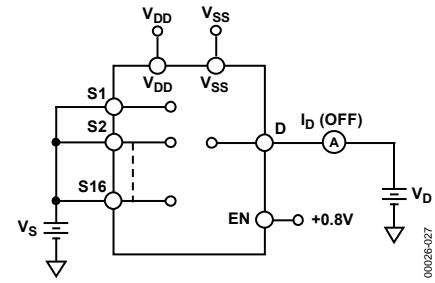 VDD
VSS
VDD
VSS
S1
S2
D
ID (OFF)
A
S16
VS
VD
EN
+0.8V
00026-027